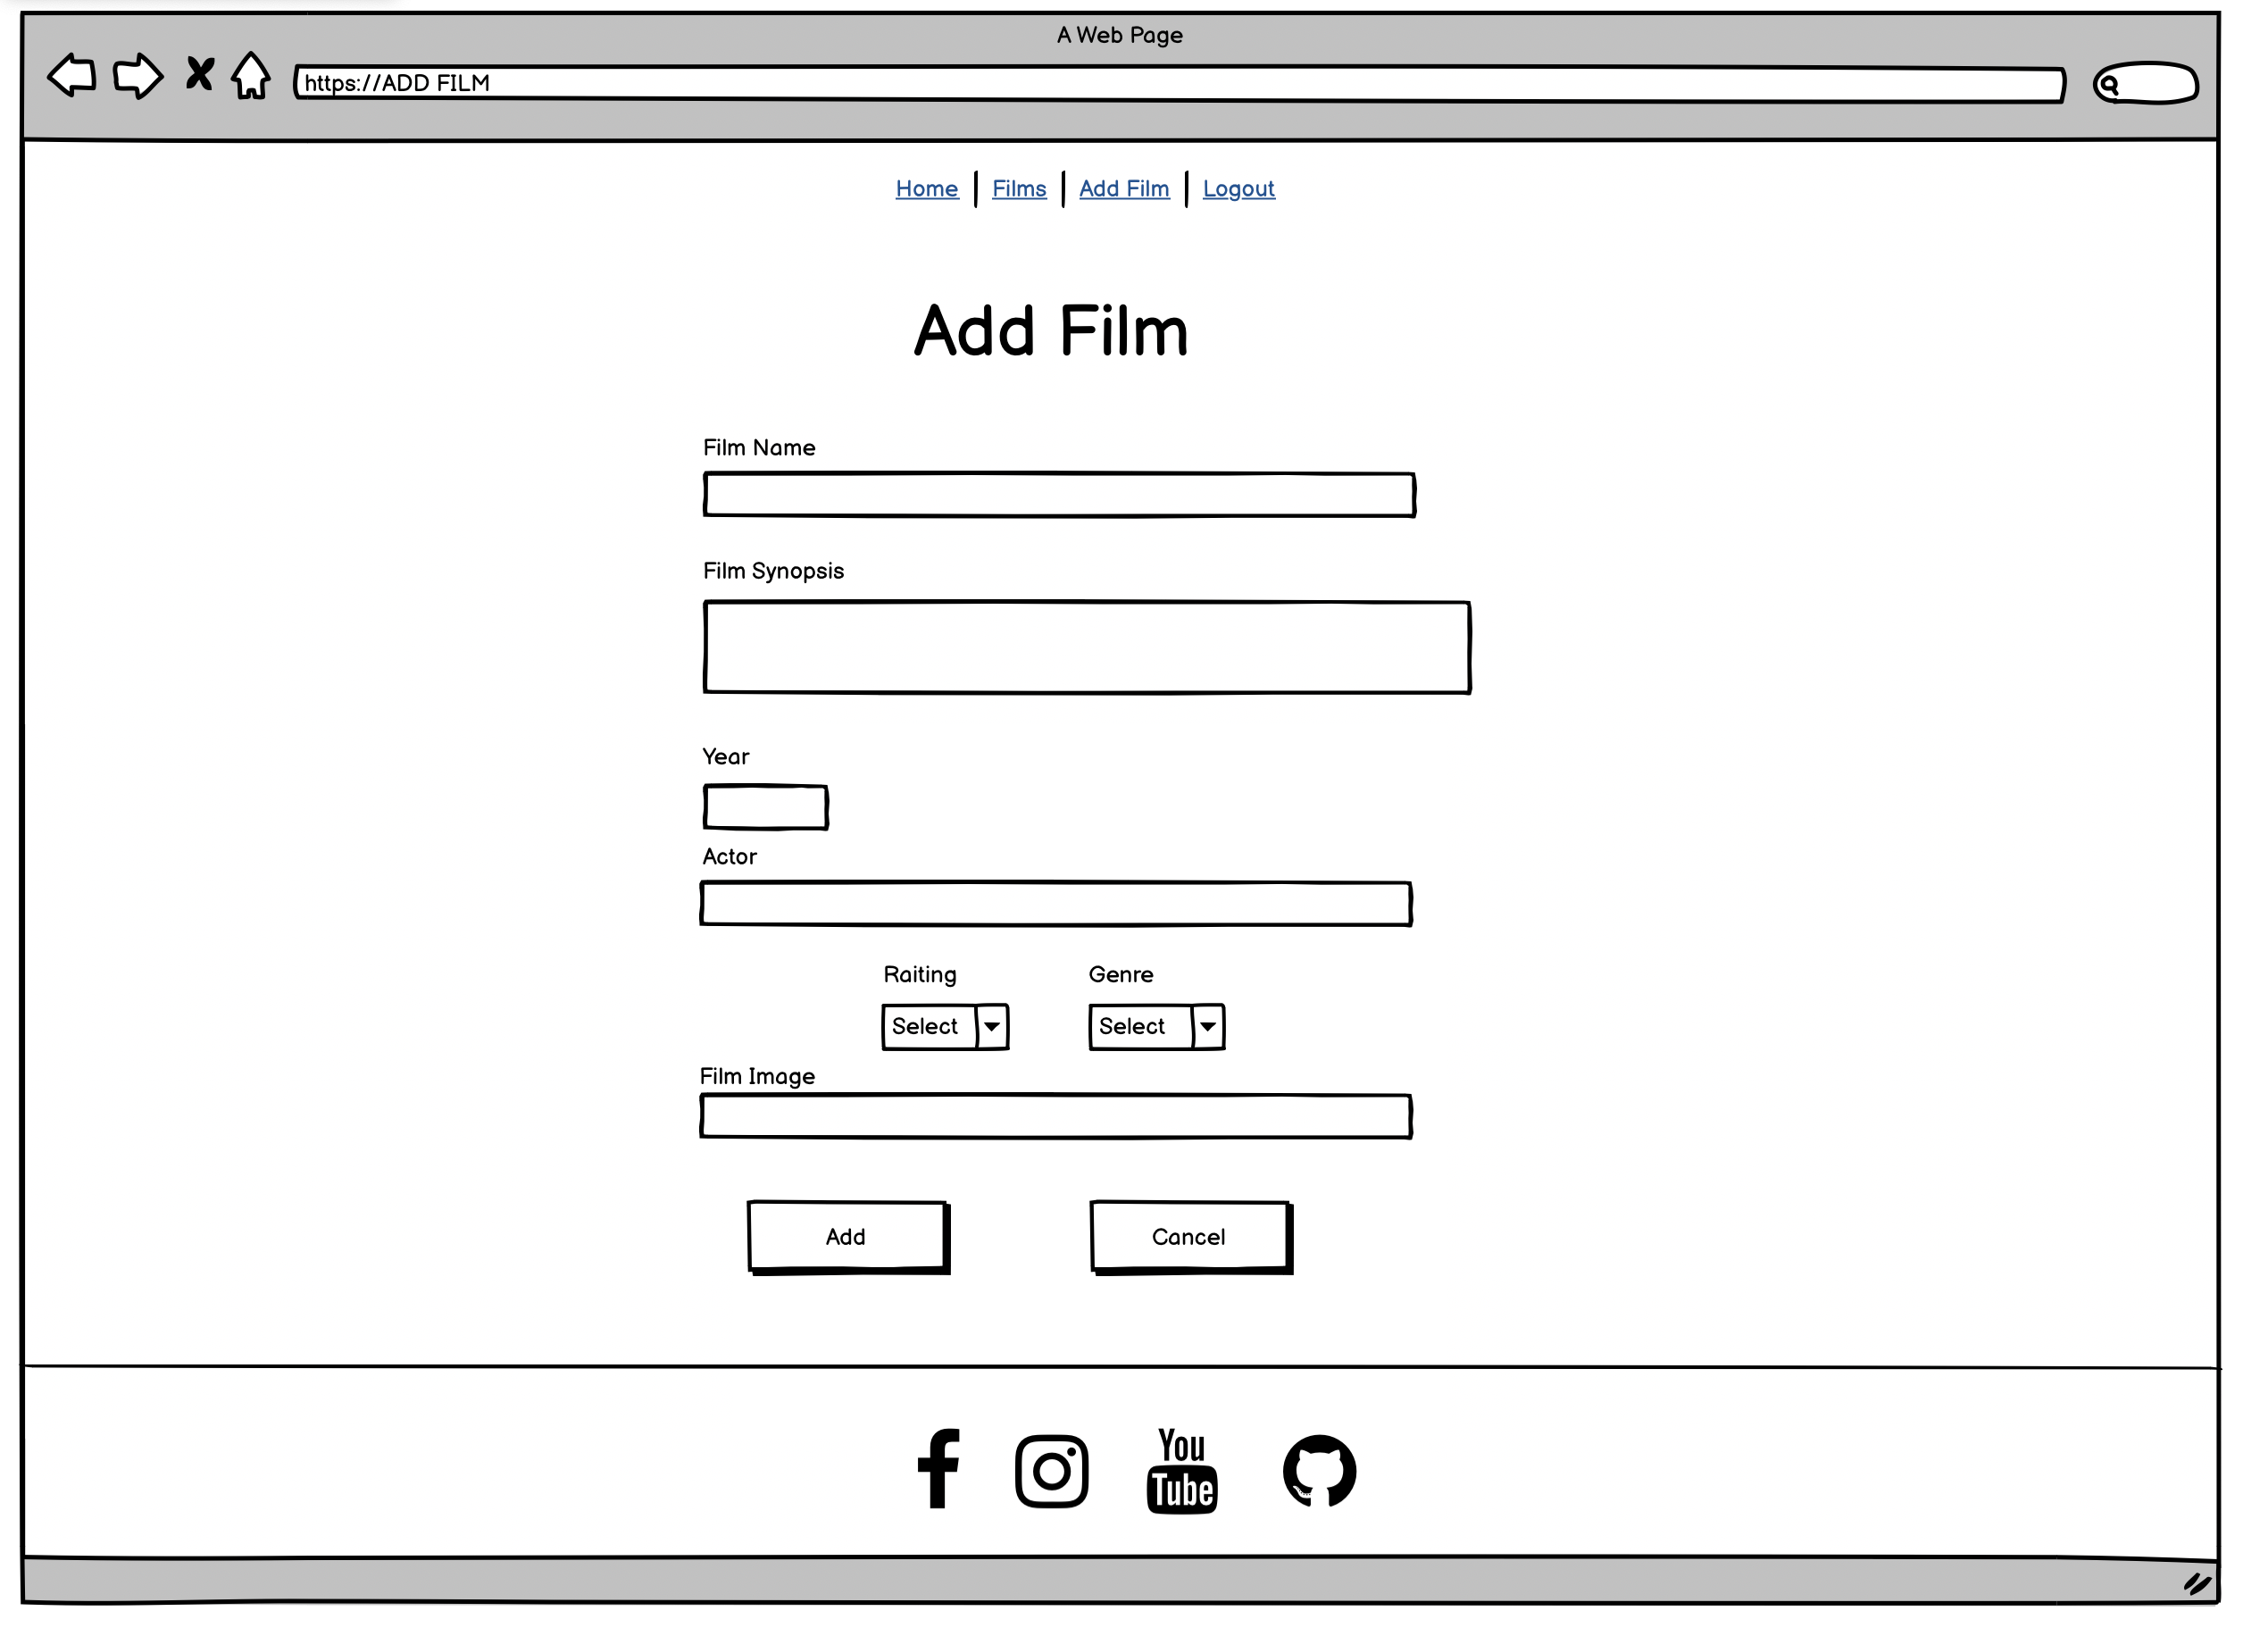 A Web Page
https://ADD FILM
Home | Films | Add Film | Logout
Add Film
Film Name
Film Synopsis
Year
Actor
Raiting Genre
Select Select
Film Image
Add Cancel
You
Tube